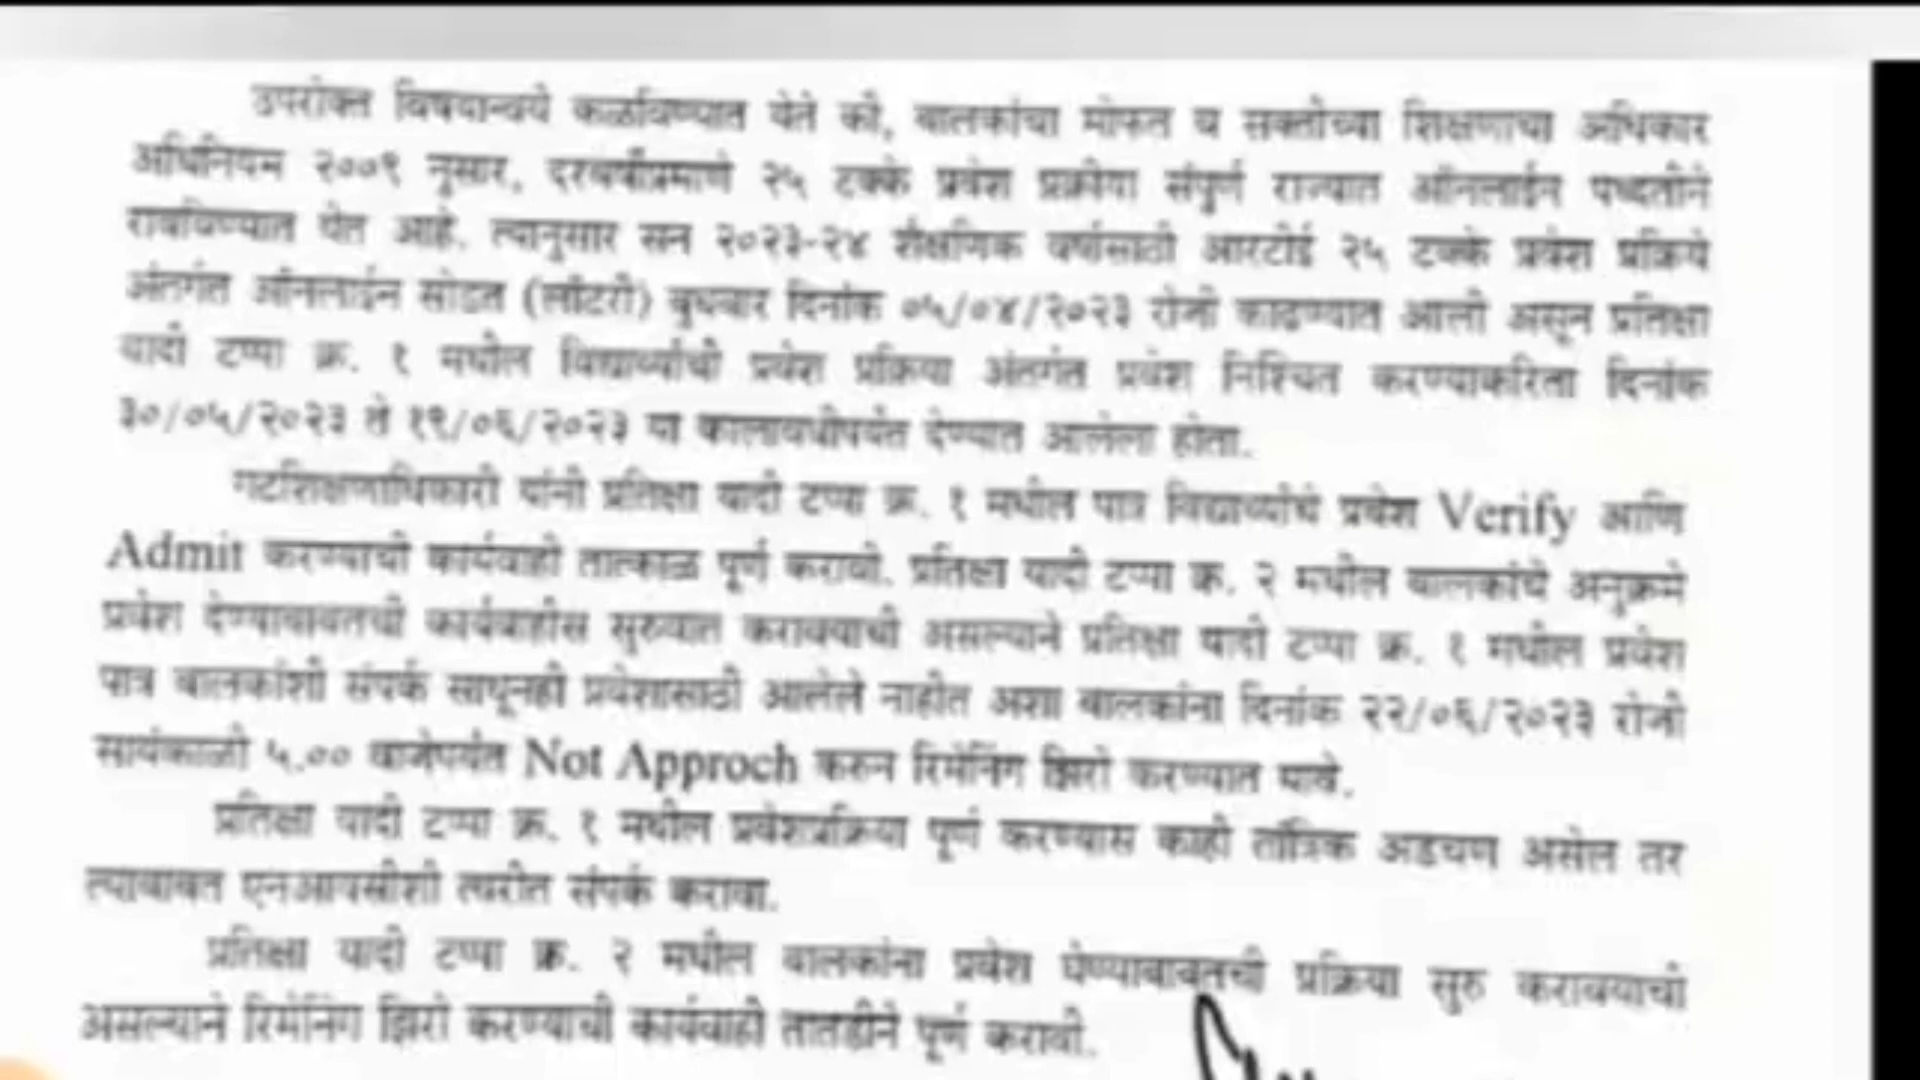 उपरोक्त विषयान्वये कळविण्यात येते की, बालकांचा मोफत व सक्तीच्या शिक्षणाचा अधिकार
अधिनियम २००९ नुसार, दरवर्षीप्रमाणे २५ टक्के प्रवेश प्रक्रीया संपुर्ण राज्यात ऑनलाईन पध्दतीने
राबविण्यात येत आहे. त्यानुसार सन २०२३-२४ शैक्षणिक वर्षासाठी आरटीई २५ टक्के प्रवेश प्रक्रिये
अंतर्गत ऑनलाईन सोडत (लॉटरी) बुधवार दिनांक ०५/०४/२०२३ रोजी काढण्यात आली असून प्रतिक्षा
यादी टप्पा क्र. १ मधील विद्यार्थ्यांची प्रवेश प्रक्रिया अंतर्गत प्रवेश निश्चित करण्याकरिता दिनांक
३०/०५/२०२३ ते १९/०६/२०२३ या कालावधीपर्यंत देण्यात आलेला होता.
गटशिक्षणाधिकारी यांनी प्रतिक्षा यादी टप्पा क्र. १ मधील पात्र विद्यार्थ्यांचे प्रवेश Verify आणि
Admit करण्याची कार्यवाही तात्काळ पूर्ण करावी. प्रतिक्षा यादी टप्पा क्र. २ मधील बालकांचे अनुक्रमे
प्रवेश देण्याबाबतची कार्यवाहीस सुरुवात करावयाची असल्याने प्रतिक्षा यादी टप्पा क्र. १ मधील प्रवेश
पात्र बालकांशी संपर्क साधूनही प्रवेशासाठी आलेले नाहीत अशा बालकांना दिनांक २२/०६/२०२३ रोजी
सायंकाळी ५.०० वाजेपर्यंत Not Approch करुन रिमेनिंग झिरो करण्यात यावे.
प्रतिक्षा यादी टप्पा क्र. १ मधील प्रवेशप्रक्रिया पूर्ण करण्यास काही तांत्रिक अडचण असेल तर
त्याबाबत एनआयसीशी त्वरीत संपर्क करावा.
प्रतिक्षा यादी टप्पा क्र. २ मधील बालकांना प्रवेश घेण्याबाबतची प्रक्रिया सुरु करावयाची
असल्याने रिमेनिंग झिरो करण्याची कार्यवाही तातडीने पूर्ण करावी.